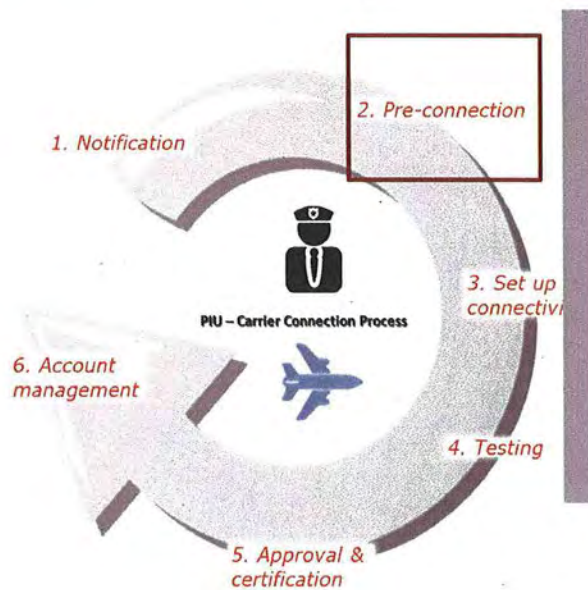 1. Notification
2. Pre-connection
3. Set up
connectivi
PIU – Carrier Connection Process
4. Testing
5. Approval &
certification
6. Account
management